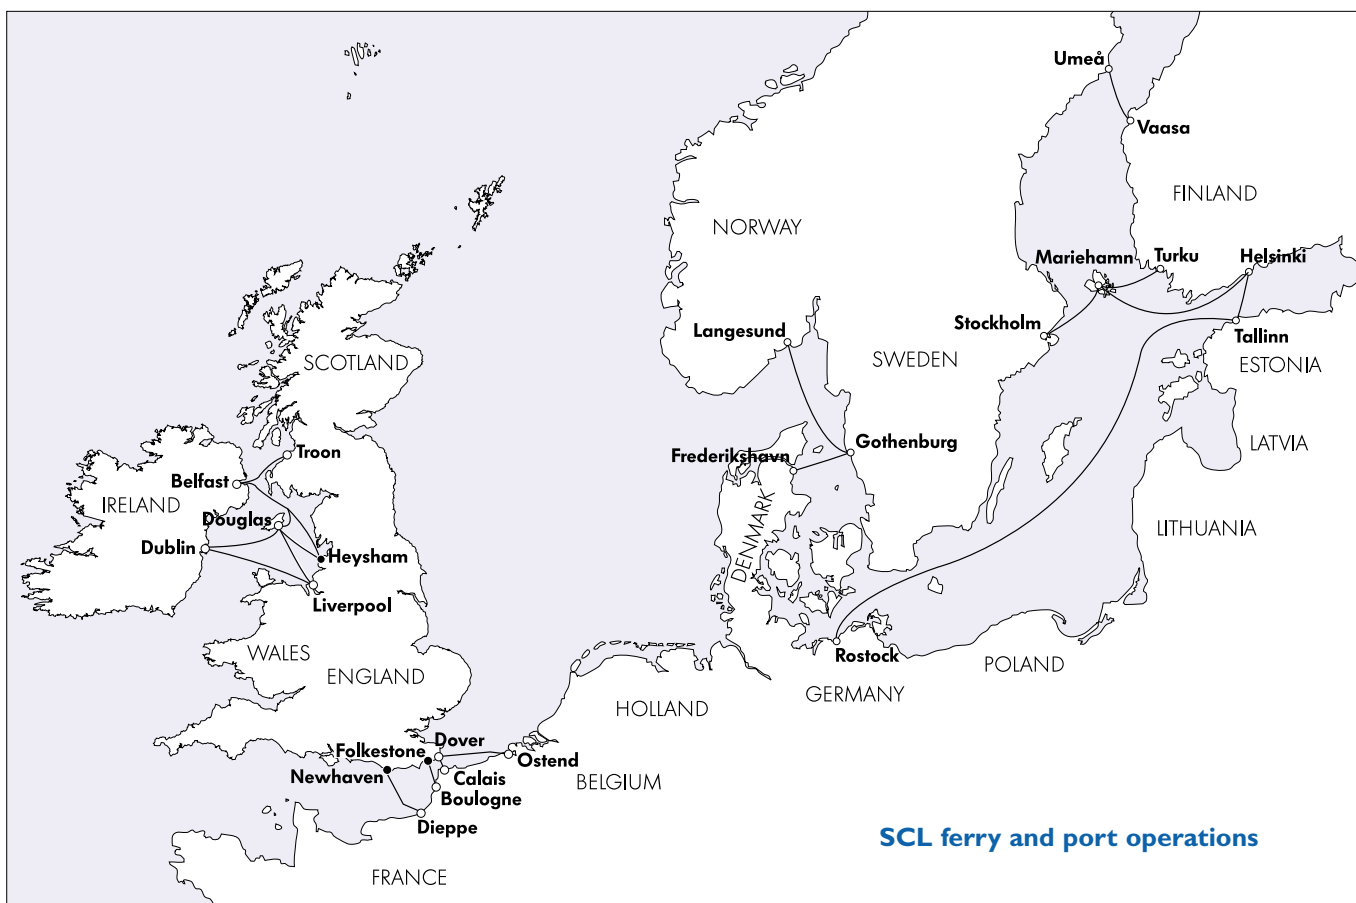 Umeå
Vaasa
FINLAND
NORWAY
Mariehamn
Turku
Helsinki
Langesund
Stockholm
Tallinn
SCOTLAND
SWEDEN
ESTONIA
Troon
Frederikshavn
Gothenburg
LATVIA
Belfast
IRELAND
Douglas
DENMARK
LITHUANIA
Dublin
Heysham
Liverpool
WALES
ENGLAND
Rostock
POLAND
GERMANY
HOLLAND
Dover
Folkestone
Ostend
Newhaven
Calais
BELGIUM
Boulogne
Dieppe
SCL ferry and port operations
FRANCE